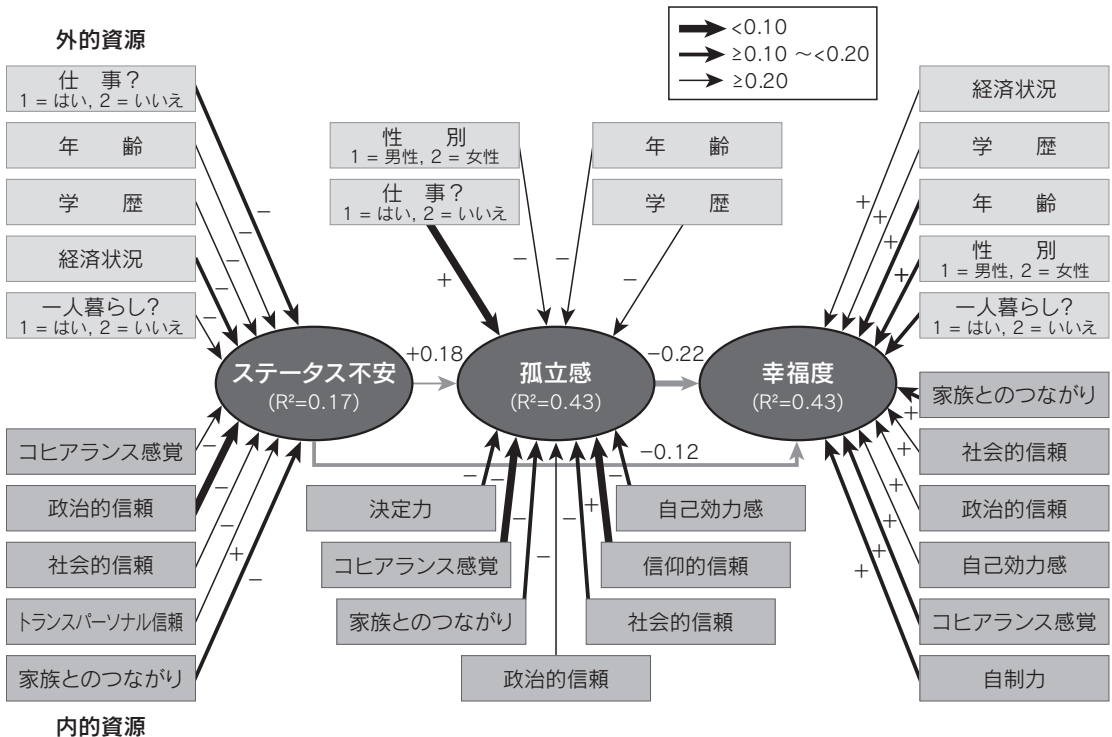 外的資源
仕　事？
1 = はい, 2 = いいえ
年　　齢
学　　歴
経済状況
一人暮らし？
1 = はい, 2 = いいえ
<0.10
≥0.10 ～<0.20
≥0.20
性　　別
1 = 男性, 2 = 女性
仕　事？
1 = はい, 2 = いいえ
年　　齢
学　　歴
経済状況
学　　歴
年　　齢
性　　別
1 = 男性, 2 = 女性
一人暮らし？
1 = はい, 2 = いいえ
−
−
−
−
−
+
−
−
−
+
+
+
+
+
ステータス不安
(R²=0.17)
+0.18
孤立感
(R²=0.43)
−0.22
幸福度
(R²=0.43)
−0.12
コヒアランス感覚
政治的信頼
社会的信頼
トランスパーソナル信頼
家族とのつながり
−
−
−
+
−
内的資源
決定力
コヒアランス感覚
家族とのつながり
政治的信頼
自己効力感
信仰的信頼
社会的信頼
−
−
−
−
−
+
−
家族とのつながり
社会的信頼
政治的信頼
自己効力感
コヒアランス感覚
自制力
+
+
+
+
+
+